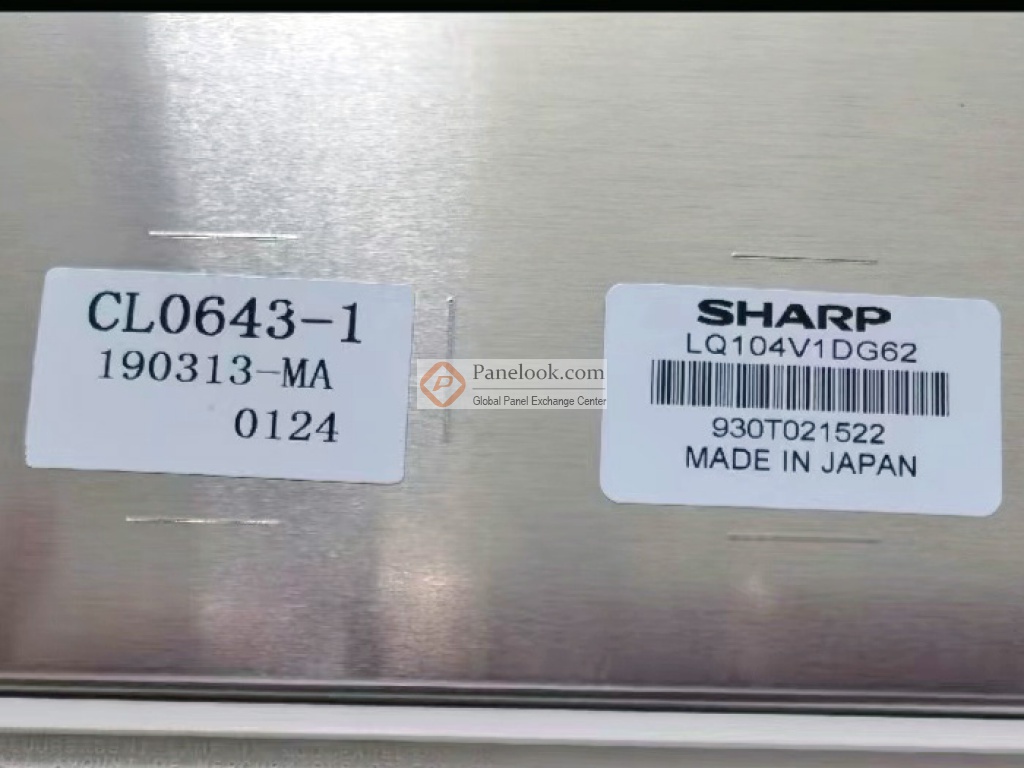 CL0643-1
190313-MA
0124
Panelook.com
Global Panel Exchange Center
SHARP
LQ104V1DG62
930T021522
MADE IN JAPAN